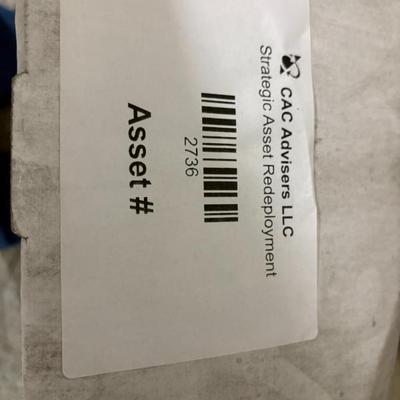 CAC Advisers LLC
Strategic Asset Redeployment
2736
Asset #